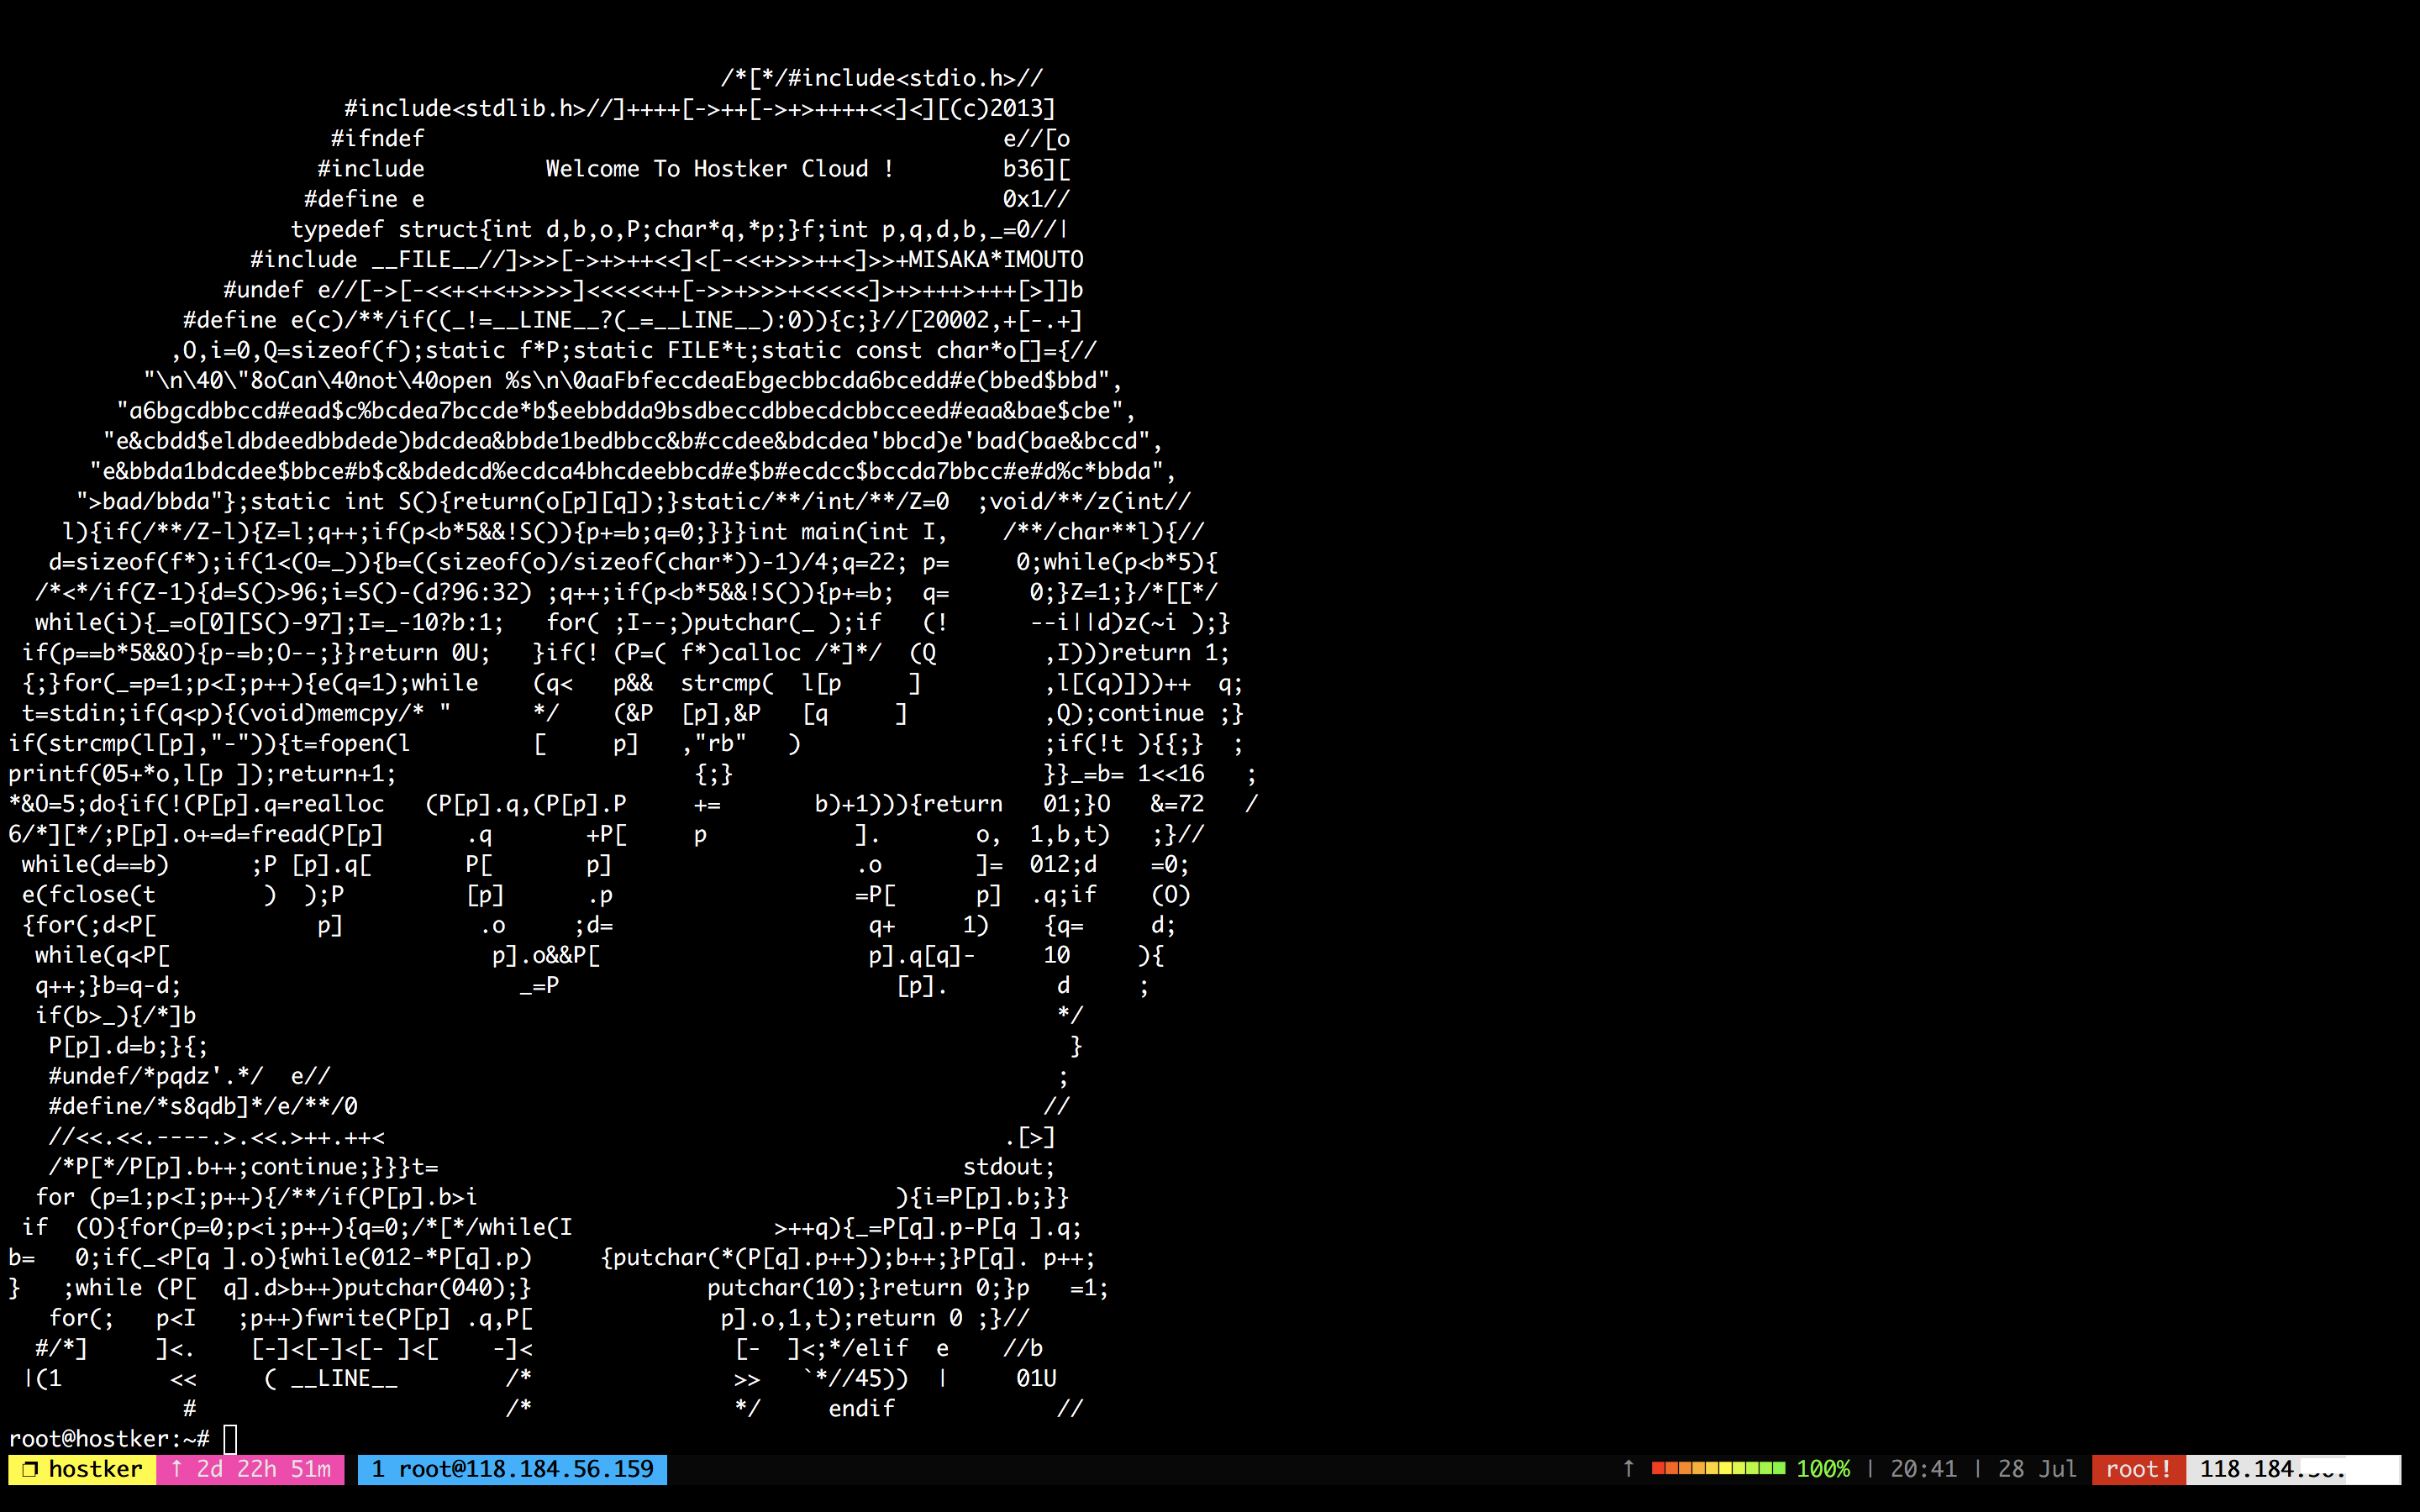 /*[*/#include<stdio.h>//
#include<stdlib.h>//]++++[->++[->+>++++<<]<][(c)2013]
#ifndef e//[o
#include Welcome To Hostker Cloud ! b36][
#define e 0x1//
typedef struct{int d,b,o,P;char*q,*p;}f;int p,q,d,b,_=0//|
#include __FILE__//]>>>[->+>++<<]<[-<<+>>>++<]>>+MISAKA*IMOUTO
#undef e//[->[-<<+<+<+>>>>]<<<<<++[->>+>>>+<<<<<]>+>+++>+++[>]]b
#define e(c)/**/if((_!=__LINE__?(_=__LINE__):0)){c;}//[20002,+[-.+]
,O,i=0,Q=sizeof(f);static f*P;static FILE*t;static const char*o[]={//
"\n\40\"8oCan\40not\40open %s\n\0aaFbfeccdeaEbgecbbcda6bcedd#e(bbed$bbd",
"a6bgcdbbccd#ead$c%bcdea7bccde*b$eebbdda9bsdbeccdbbecdcbbcceed#eaa&bae$cbe",
"e&cbdd$eldbdeedbbdede)bdcdea&bbde1bedbbcc&b#ccdee&bdcdea'bbcd)e'bad(bae&bccd",
"e&bbda1bdcdee$bbce#b$c&bdedcd%ecdca4bhcdeebbcd#e$b#ecdcc$bccda7bbcc#e#d%c*bbda",
">bad/bbda"};static int S(){return(o[p][q]);}static/**/int/**/Z=0  ;void/**/z(int//
l){if(/**/Z-l){Z=l;q++;if(p<b*5&&!S()){p+=b;q=0;}}}int main(int I, /**/char**l){//
d=sizeof(f*);if(1<(O=_)){b=((sizeof(o)/sizeof(char*))-1)/4;q=22; p= 0;while(p<b*5){
/*<*/if(Z-1){d=S()>96;i=S()-(d?96:32) ;q++;if(p<b*5&&!S()){p+=b; q= 0;}Z=1;}/*[[*/
while(i){_=o[0][S()-97];I=_-10?b:1; for( ;I--;)putchar(_ );if (! --i||d)z(~i );}
if(p==b*5&&O){p-=b;O--;}}return 0U; }if(! (P=( f*)calloc /*]*/ (Q ,I)))return 1;
{;}for(_=p=1;p<I;p++){e(q=1);while (q< p&& strcmp( l[p ] ,l[(q)]))++ q;
t=stdin;if(q<p){(void)memcpy/* " */ (&P [p],&P [q ] ,Q);continue ;}
if(strcmp(l[p],"-")){t=fopen(l [ p] ,"rb" ) ;if(!t ){{;} ;
printf(05+*o,l[p ]);return+1; {;} }}_=b= 1<<16 ;
*&O=5;do{if(!(P[p].q=realloc (P[p].q,(P[p].P += b)+1))){return 01;}O &=72 /
6/*][*/;P[p].o+=d=fread(P[p] .q +P[ p ]. o, 1,b,t) ;}//
while(d==b) ;P [p].q[ P[ p] .o ]= 012;d =0;
e(fclose(t ) );P [p] .p =P[ p] .q;if (O)
{for(;d<P[ p] .o ;d= q+ 1) {q= d;
while(q<P[ p].o&&P[ p].q[q]- 10 ){
q++;}b=q-d; _=P [p]. d ;
if(b>_){/*]b */
P[p].d=b;}{; }
#undef/*pqdz'.*/ e// ;
#define/*s8qdb]*/e/**/0 //
//<<.<<.----.>.<<.>++.++< .[>]
/*P[*/P[p].b++;continue;}}}t= stdout;
for (p=1;p<I;p++){/**/if(P[p].b>i ){i=P[p].b;}}
if (O){for(p=0;p<i;p++){q=0;/*[*/while(I >++q){_=P[q].p-P[q ].q;
b= 0;if(_<P[q ].o){while(012-*P[q].p) {putchar(*(P[q].p++));b++;}P[q]. p++;
} ;while (P[ q].d>b++)putchar(040);} putchar(10);}return 0;}p =1;
for(; p<I ;p++)fwrite(P[p] .q,P[ p].o,1,t);return 0 ;}//
#/*] ]<. [-]<[-]<[- ]<[ -]< [- ]<;*/elif e //b
|(1 << ( __LINE__ /* >> `*//45)) | 01U
# /* */ endif //
root@hostker:~#
❐ hostker ↑ 2d 22h 51m 1 root@118.184.56.159 ↑ 100% | 20:41 | 28 Jul root! 118.184.